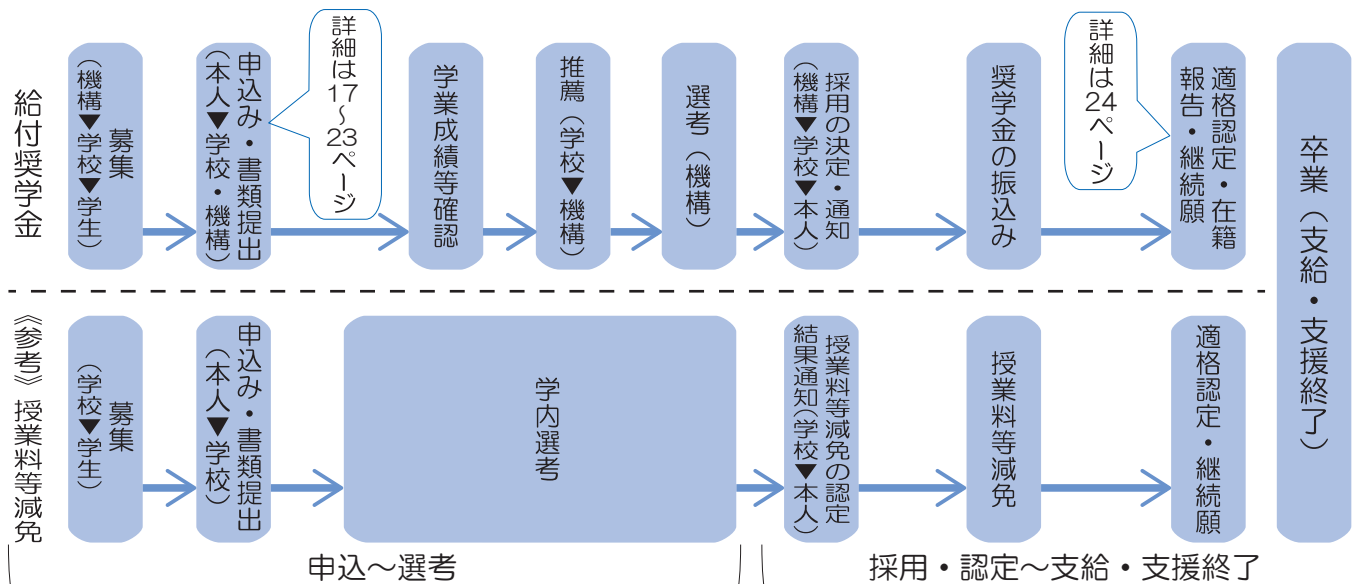 給付奨学金
募集
（機構▼学校▼学生）
申込み・書類提出
（本人▼学校・機構）
詳細は17～23ページ
学業成績等確認
推薦（学校▼機構）
選考（機構）
採用の決定・通知
（機構▼学校▼本人）
奨学金の振込み
詳細は24ページ
適格認定・在籍
報告・継続願
卒業（支給・支援終了）
《参考》授業料等減免
募集
（学校▼学生）
申込み・書類提出
（本人▼学校）
学内選考
授業料等減免の認定
結果通知（学校▼本人）
授業料等減免
適格認定・継続願
申込～選考
採用・認定～支給・支援終了